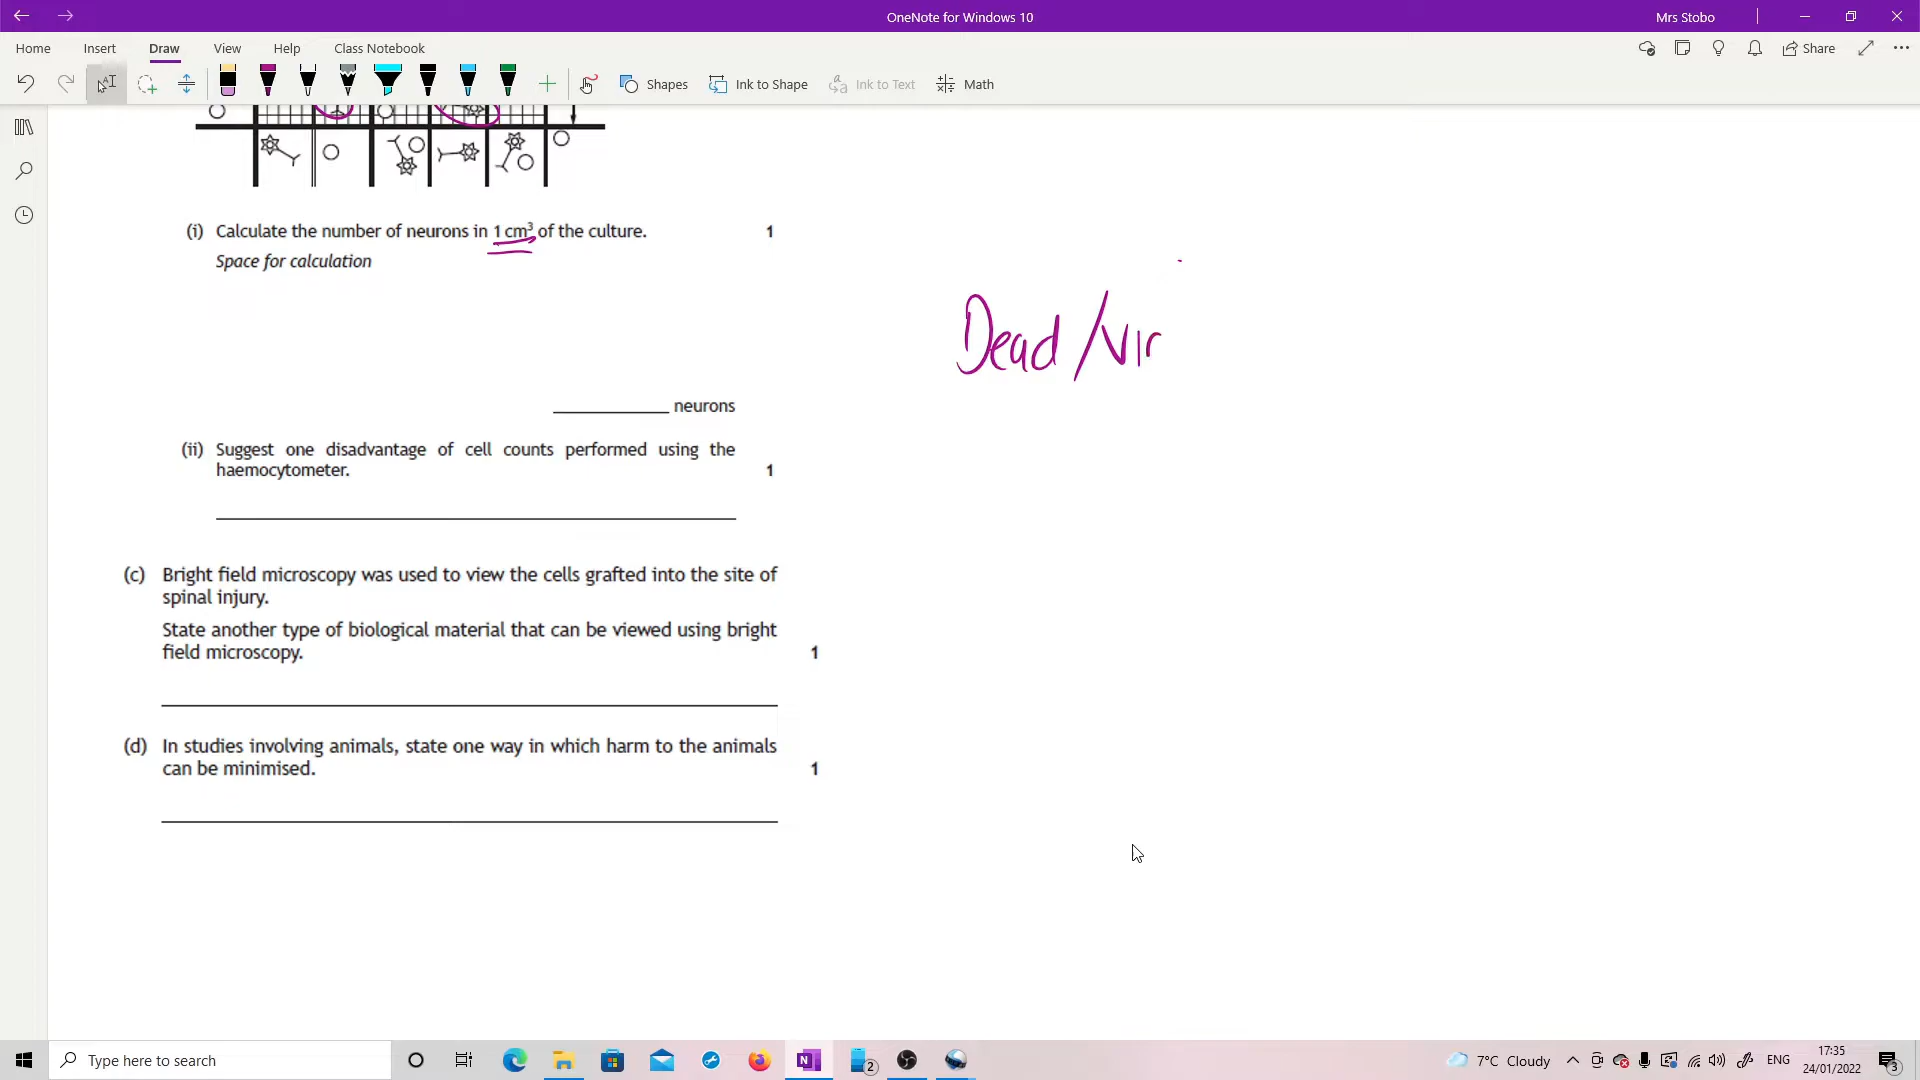 OneNote for Windows 10
Mrs Stobo
Home Insert Draw View Help Class Notebook
Share
Shapes Ink to Shape Ink to Text Math
(i) Calculate the number of neurons in 1 cm³ of the culture. 1
Space for calculation
Dead /Vir
neurons
(ii) Suggest one disadvantage of cell counts performed using the
haemocytometer. 1
(c) Bright field microscopy was used to view the cells grafted into the site of
spinal injury.
State another type of biological material that can be viewed using bright
field microscopy. 1
(d) In studies involving animals, state one way in which harm to the animals
can be minimised. 1
Type here to search
2
7°C Cloudy
ENG
17:35
24/01/2022
3